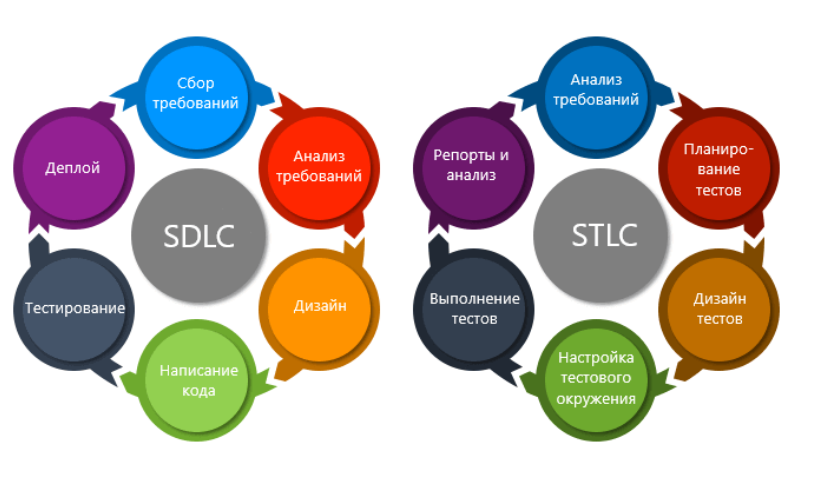 Сбор
требований
Анализ
требований
Дизайн
Написание
кода
Тестирование
Деплой
SDLC
Анализ
требований
Планиро-
вание
тестов
Дизайн
тестов
Настройка
тестового
окружения
Выполнение
тестов
Репорты и
анализ
STLC